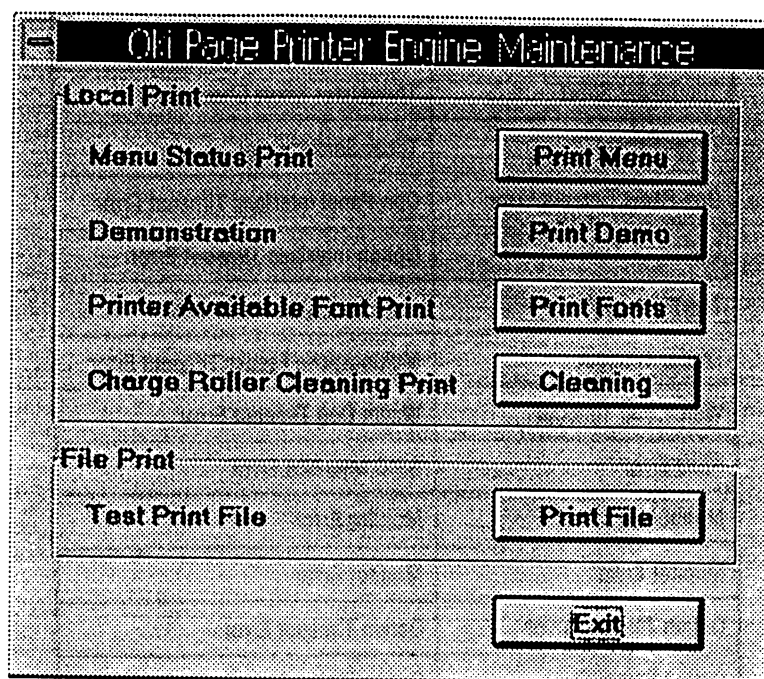 Oki Page Printer Engine Maintenance
Local Print
Menu Status Print Print Menu
Demonstration Print Demo
Printer Available Font Print Print Fonts
Charge Roller Cleaning Print Cleaning
File Print
Test Print File Print File
Exit